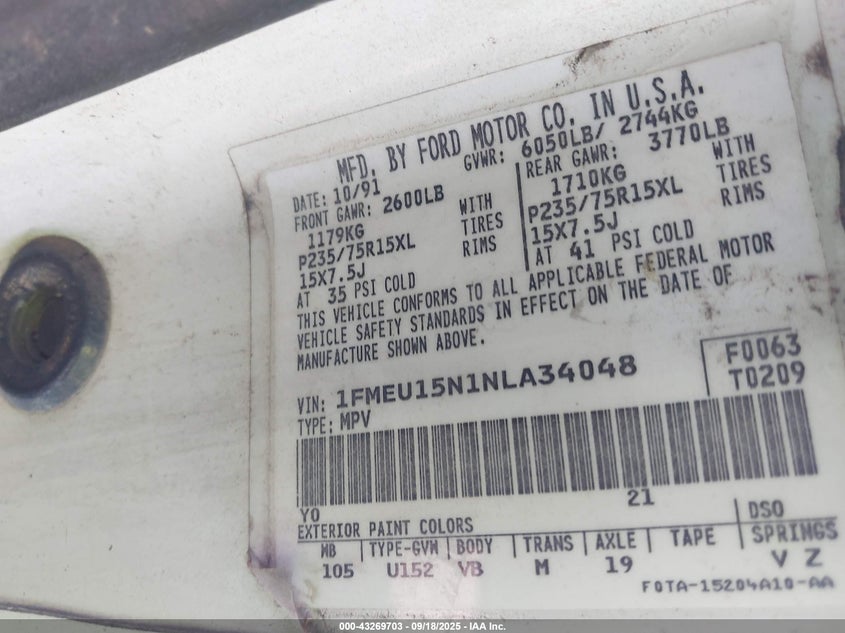 MFD. BY FORD MOTOR CO. IN U.S.A.
DATE: 10/91 GVWR: 6050LB/ 2744KG
FRONT GAWR: 2600LB REAR GAWR: 3770LB
1179KG WITH 1710KG WITH
P235/75R15XL TIRES P235/75R15XL TIRES
15X7.5J RIMS 15X7.5J RIMS
AT 35 PSI COLD AT 41 PSI COLD
THIS VEHICLE CONFORMS TO ALL APPLICABLE FEDERAL MOTOR
VEHICLE SAFETY STANDARDS IN EFFECT ON THE DATE OF
MANUFACTURE SHOWN ABOVE.
F0063
VIN: 1FMEU15N1NLA34048 T0209
TYPE: MPV
YO 21
EXTERIOR PAINT COLORS DSO
WB TYPE-GVW BODY TRANS AXLE TAPE SPRINGS
105 U152 VB M 19 V Z
F0TA-15204A10-AA
000-43269703 - 09/18/2025 - IAA Inc.